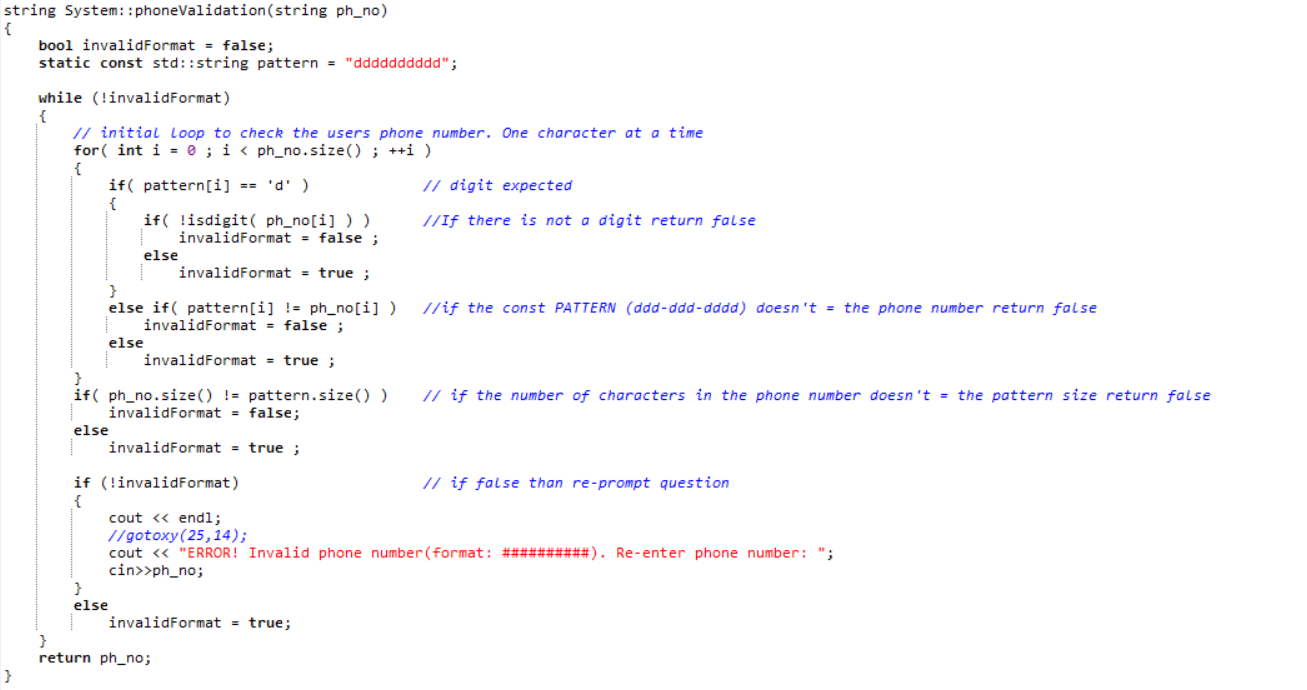 string System::phoneValidation(string ph_no)
{
    bool invalidFormat = false;
    static const std::string pattern = "dddddddddd";

    while (!invalidFormat)
    {
        // initial loop to check the users phone number. One character at a time
        for( int i = 0 ; i < ph_no.size() ; ++i )
        {
            if( pattern[i] == 'd' )             // digit expected
            {
                if( !isdigit( ph_no[i] ) )      //If there is not a digit return false
                    invalidFormat = false ;
                else
                    invalidFormat = true ;
            }
            else if( pattern[i] != ph_no[i] )   //if the const PATTERN (ddd-ddd-dddd) doesn't = the phone number return false
                invalidFormat = false ;
            else
                invalidFormat = true ;
        }
        if( ph_no.size() != pattern.size() )    // if the number of characters in the phone number doesn't = the pattern size return false
            invalidFormat = false;
        else
            invalidFormat = true ;

        if (!invalidFormat)                     // if false than re-prompt question
        {
            cout << endl;
            //gotoxy(25,14);
            cout << "ERROR! Invalid phone number(format: ##########). Re-enter phone number: ";
            cin>>ph_no;
        }
        else
            invalidFormat = true;
    }
    return ph_no;
}